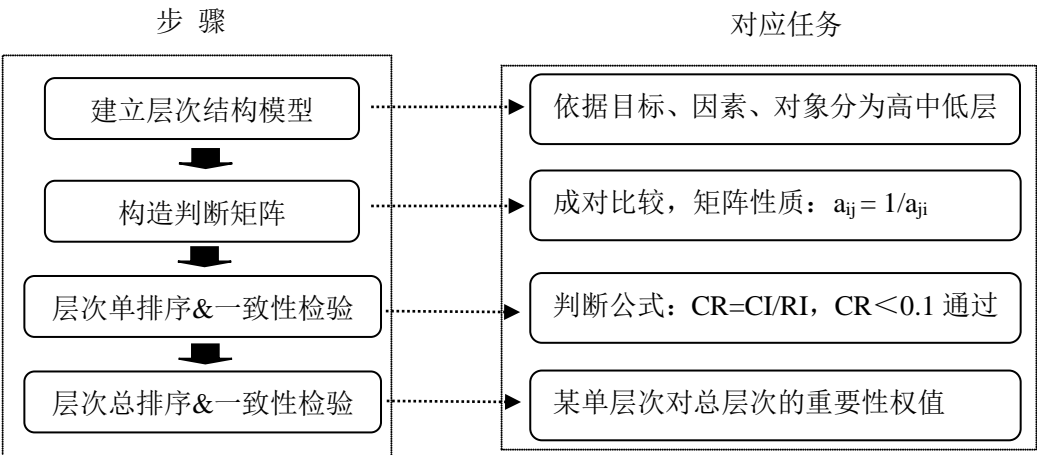 步 骤
对应任务
建立层次结构模型
依据目标、因素、对象分为高中低层
构造判断矩阵
成对比较，矩阵性质：aij = 1/aji
层次单排序&一致性检验
判断公式：CR=CI/RI，CR＜0.1 通过
层次总排序&一致性检验
某单层次对总层次的重要性权值